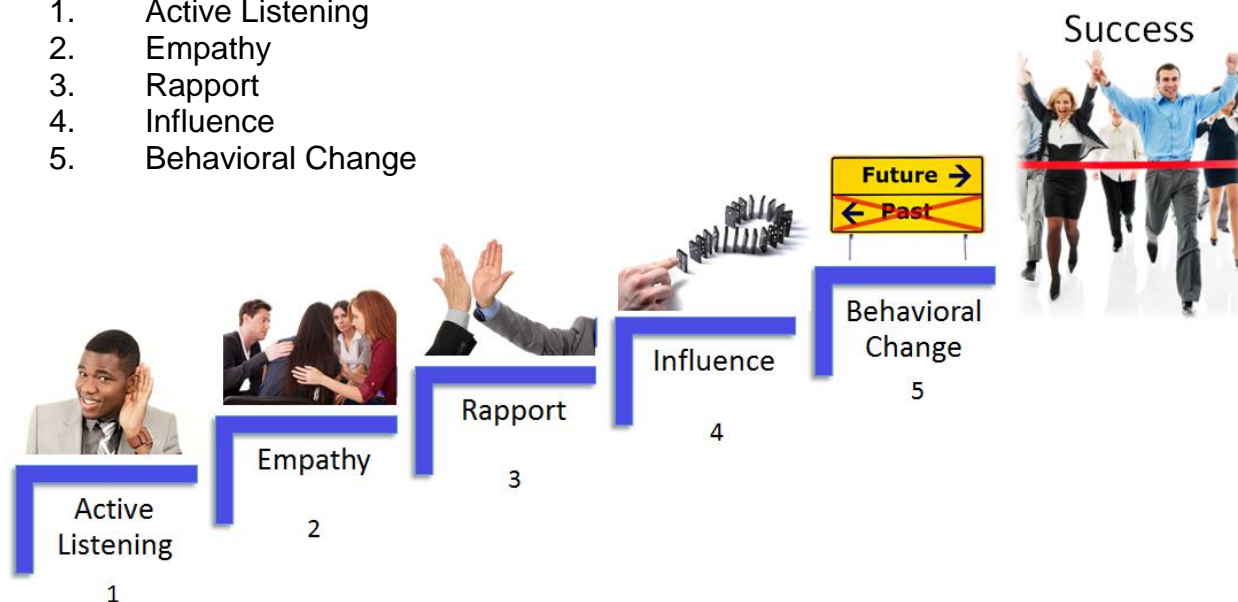 1. Active Listening
2. Empathy
3. Rapport
4. Influence
5. Behavioral Change
Success
Future →
← Past
Behavioral
Change
5
Influence
4
Rapport
3
Empathy
2
Active
Listening
1